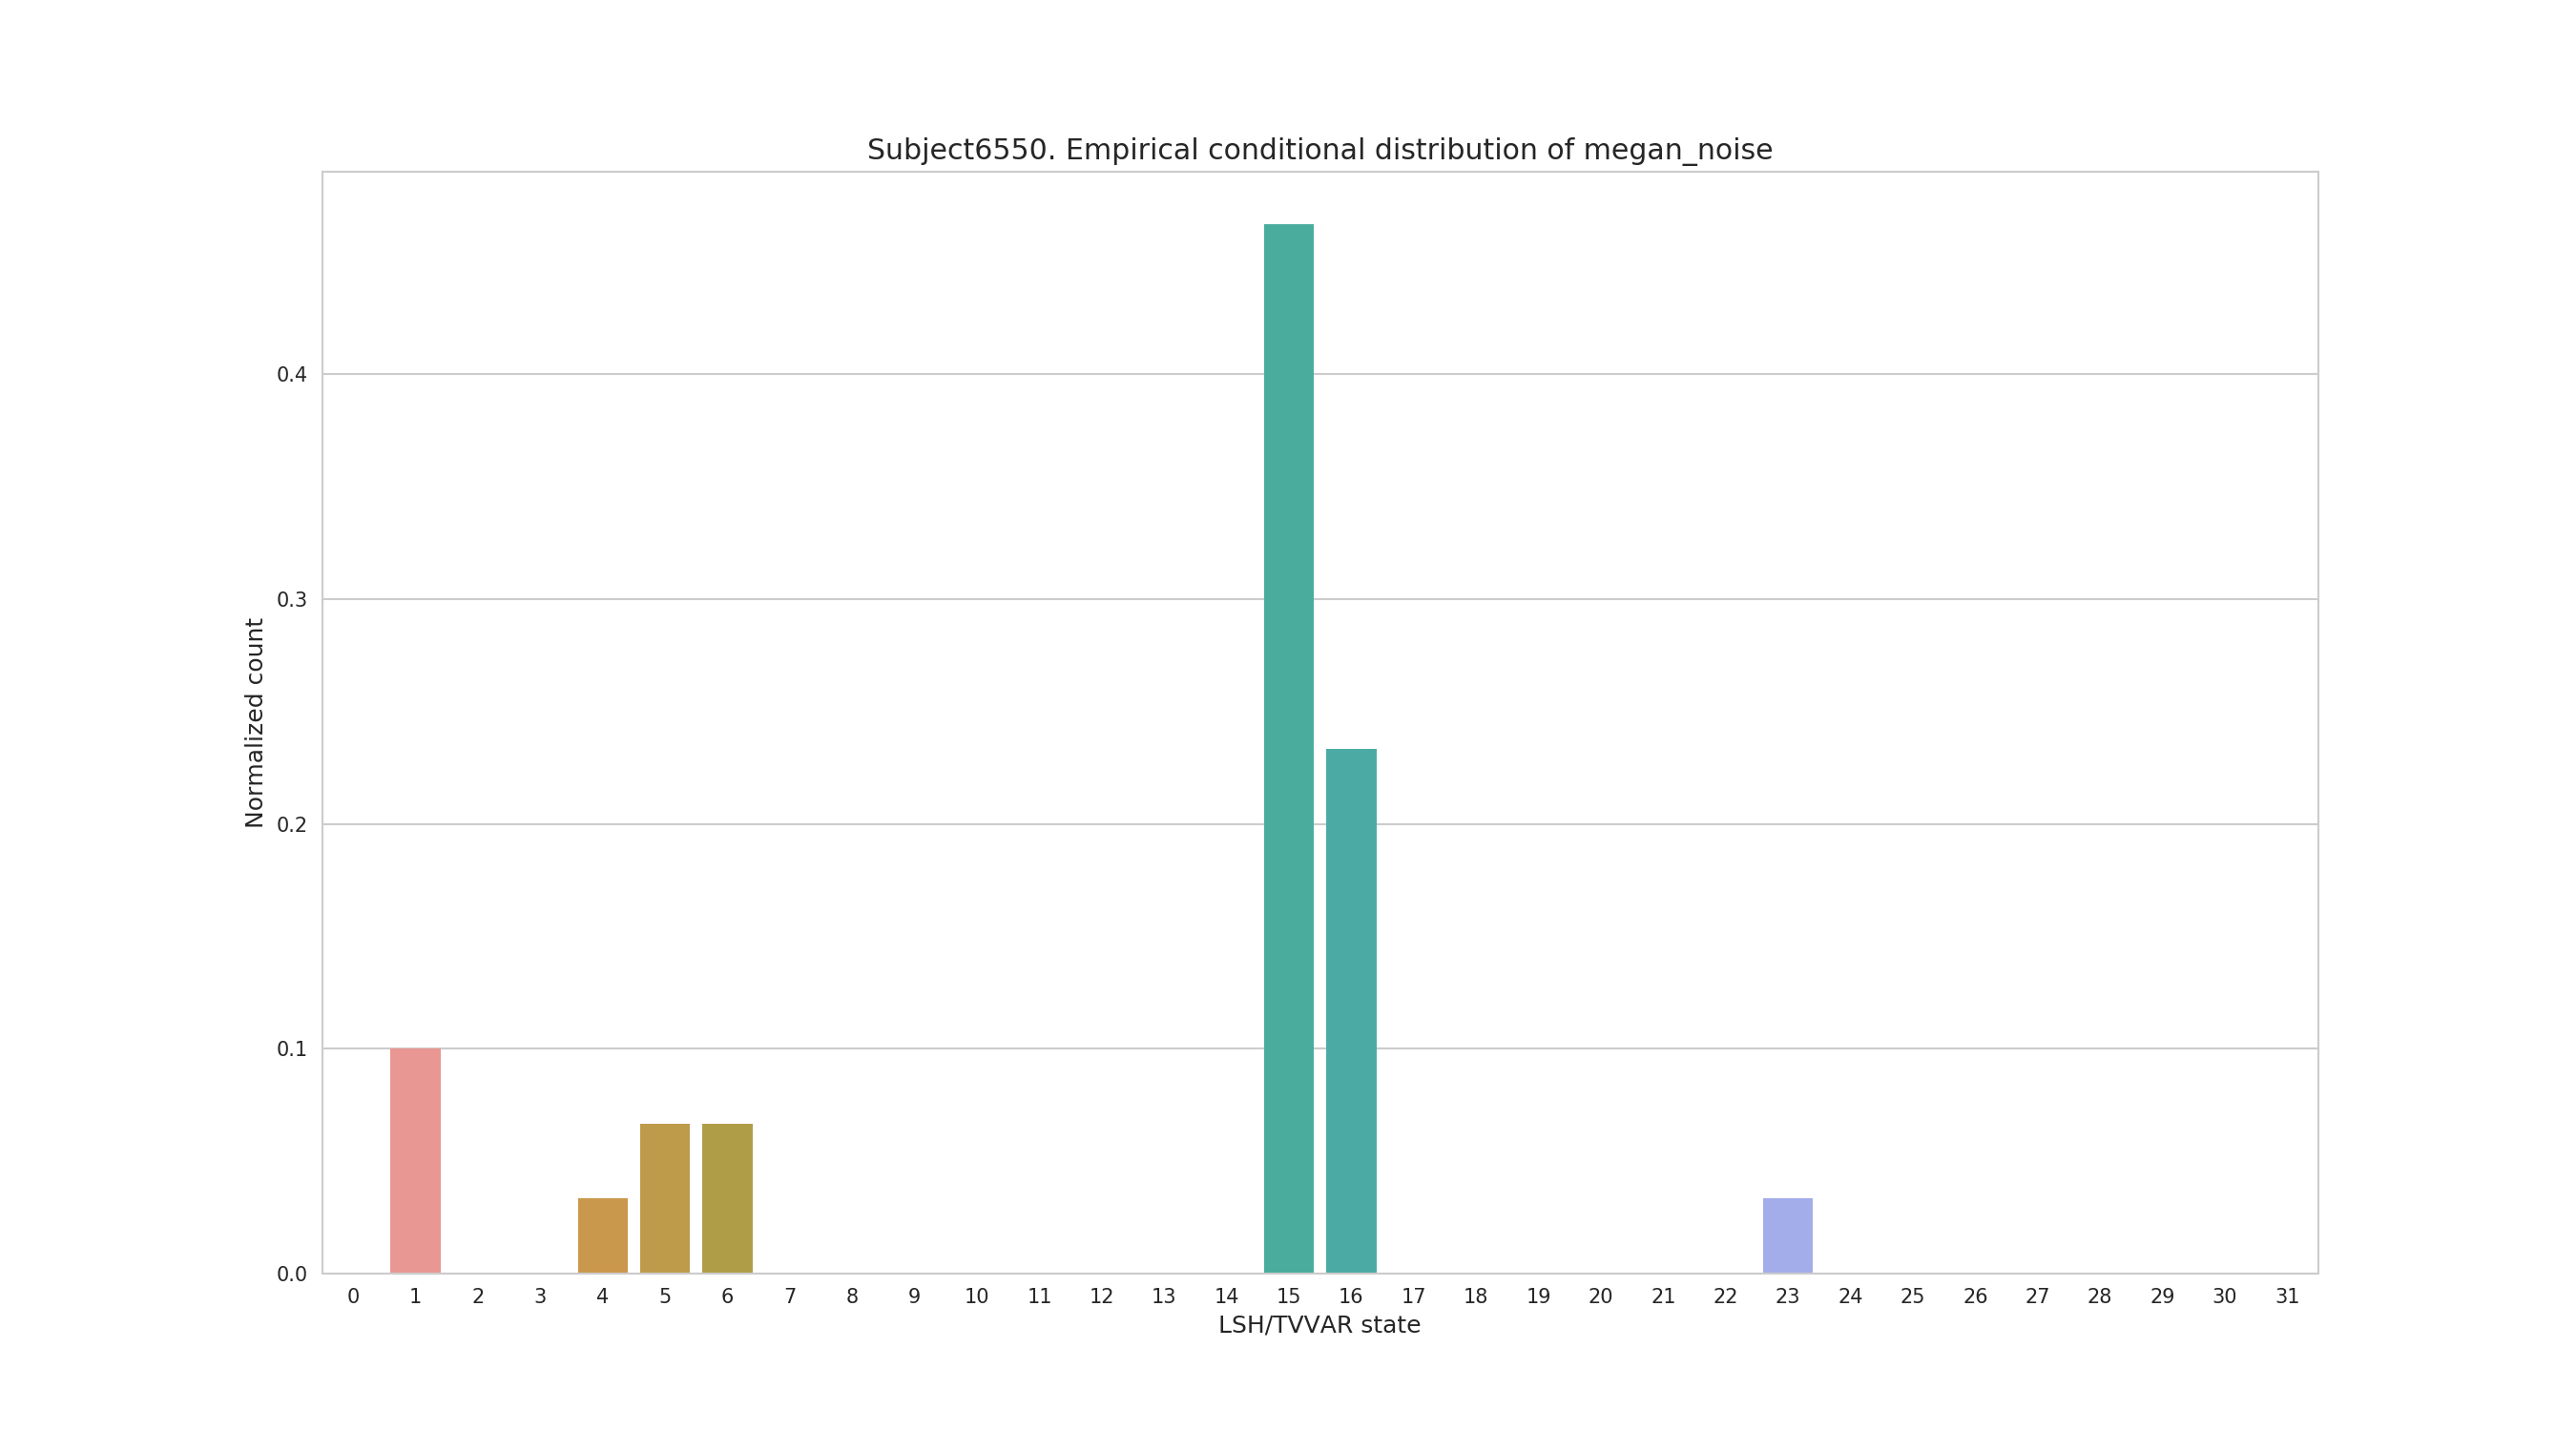 Subject6550. Empirical conditional distribution of megan_noise
Normalized count
0.4
0.3
0.2
0.1
0.0
0 1 2 3 4 5 6 7 8 9 10 11 12 13 14 15 16 17 18 19 20 21 22 23 24 25 26 27 28 29 30 31
LSH/TVVAR state